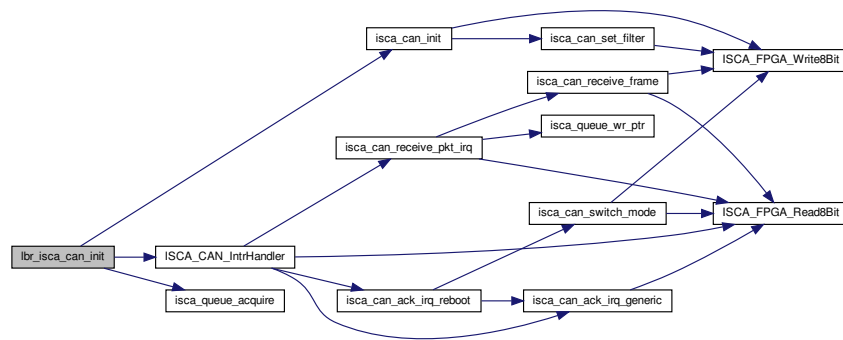 isca_can_init
isca_can_set_filter
ISCA_FPGA_Write8Bit
isca_can_receive_frame
isca_queue_wr_ptr
isca_can_receive_pkt_irq
isca_can_switch_mode
ISCA_FPGA_Read8Bit
lbr_isca_can_init
ISCA_CAN_IntrHandler
isca_queue_acquire
isca_can_ack_irq_reboot
isca_can_ack_irq_generic